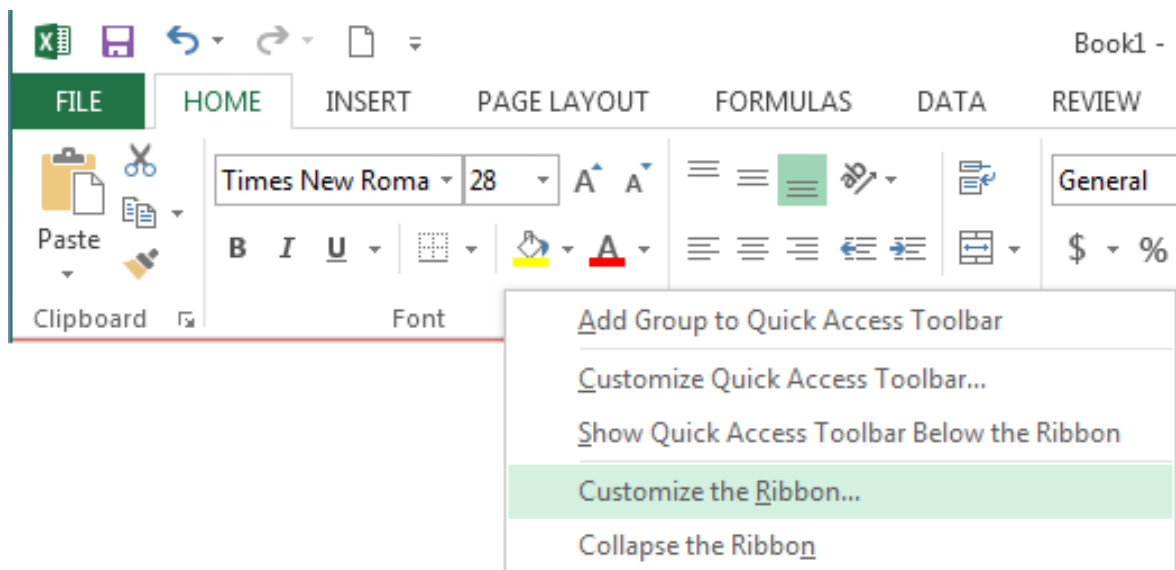 Book1 -
FILE HOME INSERT PAGE LAYOUT FORMULAS DATA REVIEW
Times New Roma 28 A A ab General
Paste B I U A $ %
Clipboard Font
Add Group to Quick Access Toolbar
Customize Quick Access Toolbar...
Show Quick Access Toolbar Below the Ribbon
Customize the Ribbon...
Collapse the Ribbon